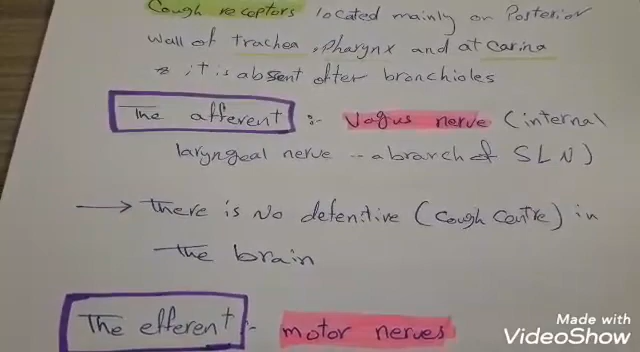 Cough receptors located mainly on Posterior
wall of trachea, pharynx and at carina
it is absent after bronchioles
The afferent :- Vagus nerve (internal
laryngeal nerve -- a branch of SLN)
→ There is No defenitive (Cough Centre) in
The brain
The efferent :- motor nerves
Made with
VideoShow